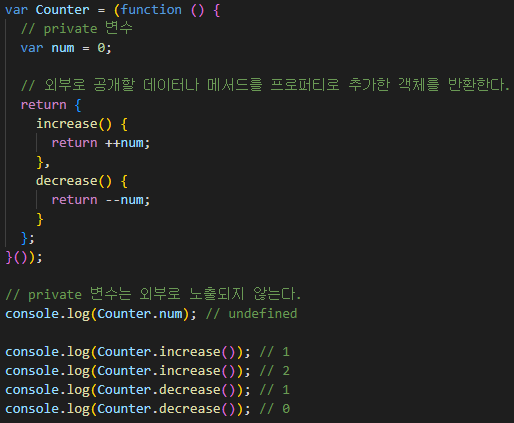 var Counter = (function () {
  // private 변수
  var num = 0;

  // 외부로 공개할 데이터나 메서드를 프로퍼티로 추가한 객체를 반환한다.
  return {
    increase() {
      return ++num;
    },
    decrease() {
      return --num;
    }
  };
}());

// private 변수는 외부로 노출되지 않는다.
console.log(Counter.num); // undefined

console.log(Counter.increase()); // 1
console.log(Counter.increase()); // 2
console.log(Counter.decrease()); // 1
console.log(Counter.decrease()); // 0